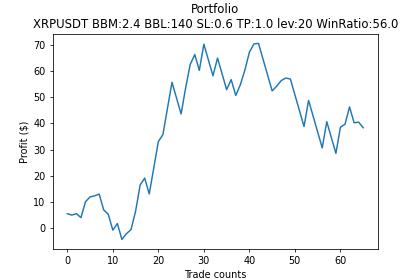 Portfolio
XRPUSDT BBM:2.4 BBL:140 SL:0.6 TP:1.0 lev:20 WinRatio:56.0
70
60
50
40
30
20
10
0
Profit ($)
0 10 20 30 40 50 60
Trade counts